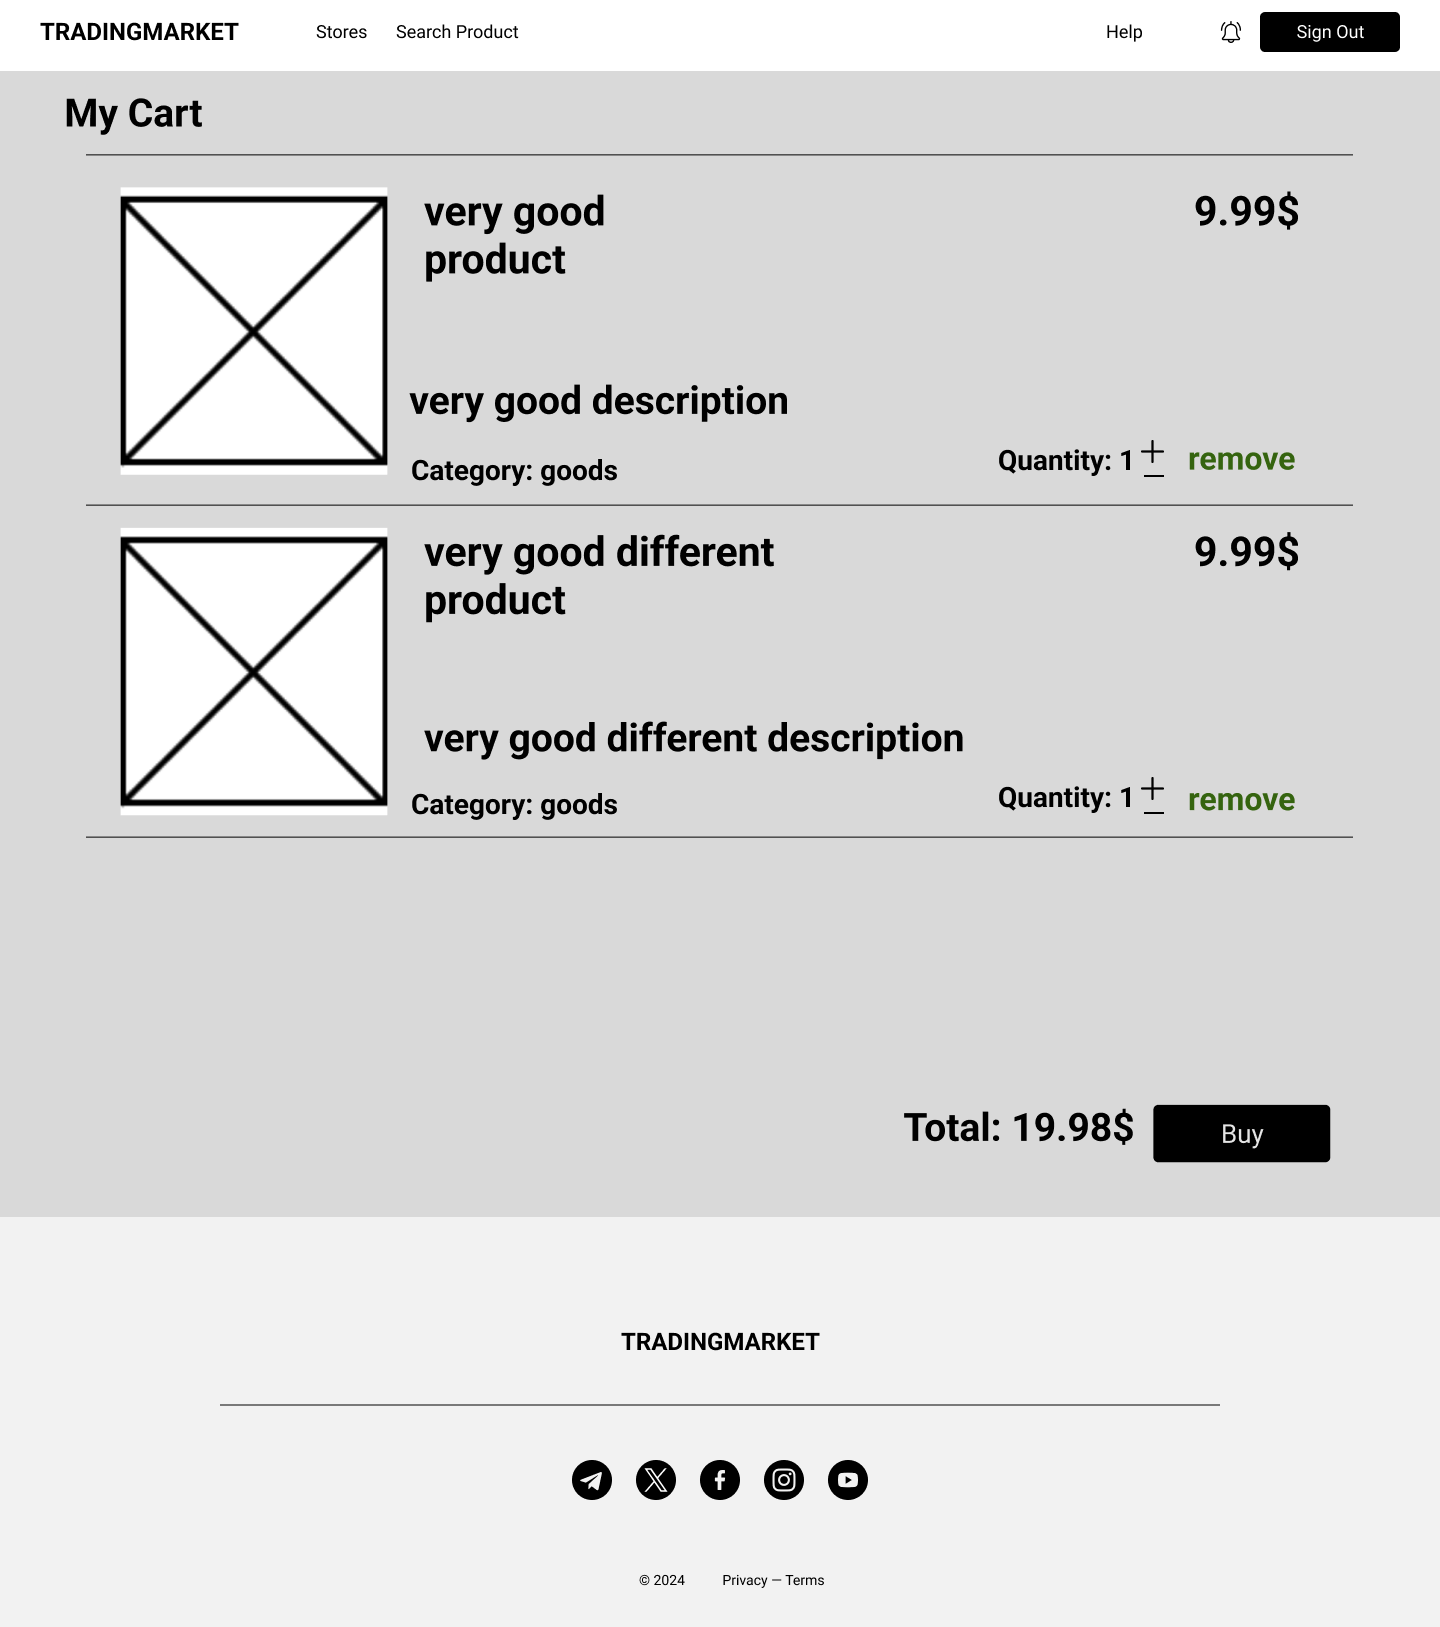 TRADINGMARKET Stores Search Product Help Sign Out
My Cart
very good 9.99$
product
very good description
Category: goods Quantity: 1 remove
very good different 9.99$
product
very good different description
Category: goods Quantity: 1 remove
Total: 19.98$ Buy
TRADINGMARKET
© 2024 Privacy — Terms